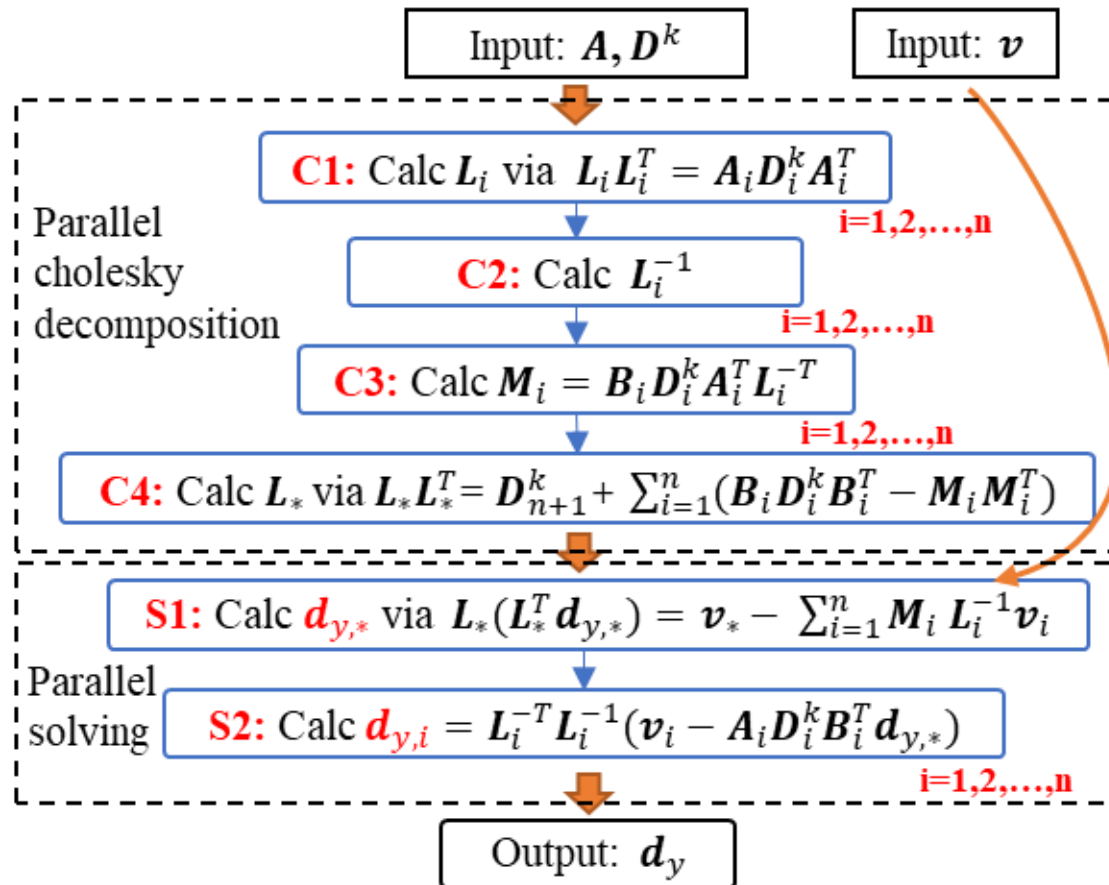 Input: A, D^k
Input: v
C1: Calc L_i via L_i L_i^T = A_i D_i^k A_i^T
i=1,2,...,n
Parallel
cholesky
decomposition
C2: Calc L_i^{-1}
i=1,2,...,n
C3: Calc M_i = B_i D_i^k A_i^T L_i^{-T}
i=1,2,...,n
C4: Calc L_* via L_* L_*^T = D_{n+1}^k + ∑_{i=1}^n (B_i D_i^k B_i^T − M_i M_i^T)
S1: Calc d_{y,*} via L_*(L_*^T d_{y,*}) = v_* − ∑_{i=1}^n M_i L_i^{-1} v_i
Parallel
solving
S2: Calc d_{y,i} = L_i^{-T} L_i^{-1}(v_i − A_i D_i^k B_i^T d_{y,*})
i=1,2,...,n
Output: d_y